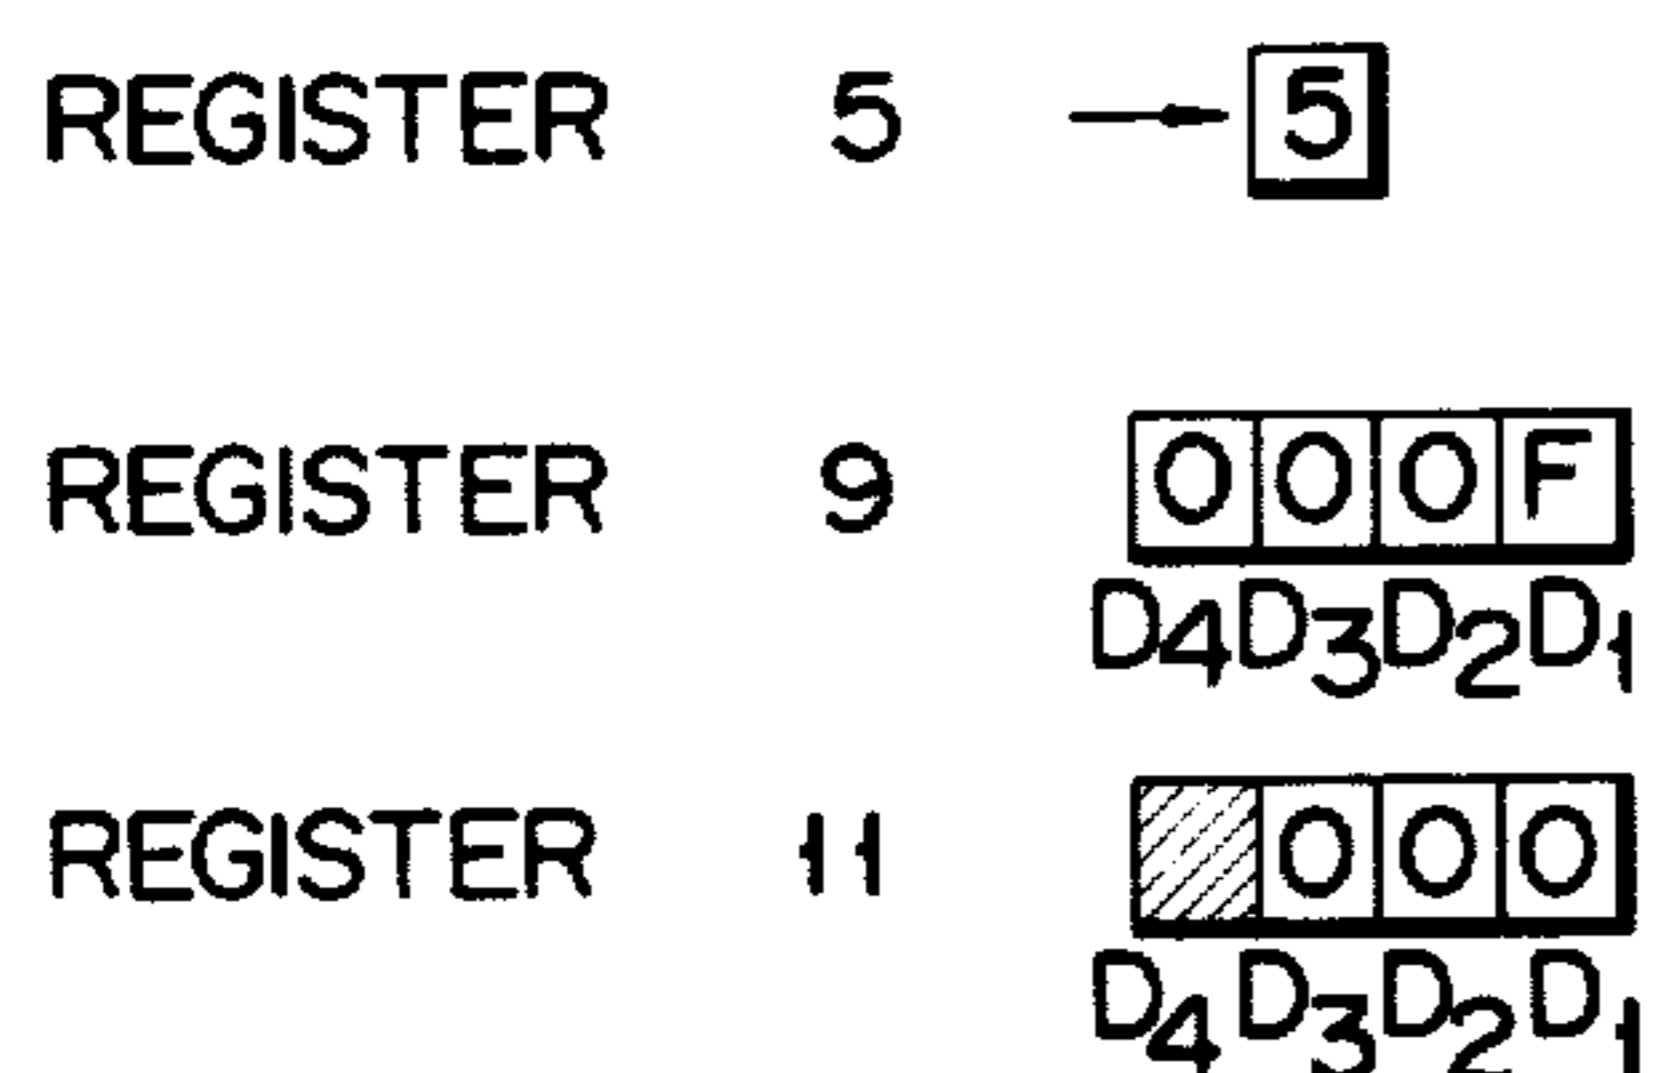 REGISTER 5 → 5
REGISTER 9 0 0 0 F
D4 D3 D2 D1
REGISTER 11 0 0 0
D4 D3 D2 D1